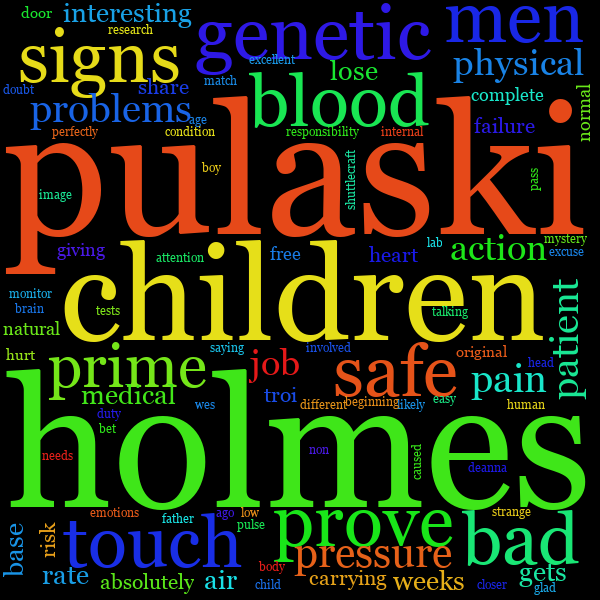 door
interesting
research
signs
genetic
men
excellent
physical
doubt
share
match
lose
problems
age
blood
complete
normal
perfectly
condition
responsibility
internal
failure
pulaski
boy
shuttlecraft
pass
image
giving
attention
free
heart
lab
action
mystery
excuse
monitor
brain
tests
children
talking
patient
natural
hurt
saying
involved
original
head
prime
job
safe
pain
medical
troi
duty
wes
different
beginning
likely
easy
human
bet
holmes
needs
non
caused
deanna
emotions
father
ago
low
pulse
strange
base
risk
touch
prove
bad
pressure
rate
absolutely
air
body
child
carrying
weeks
closer
gets
glad